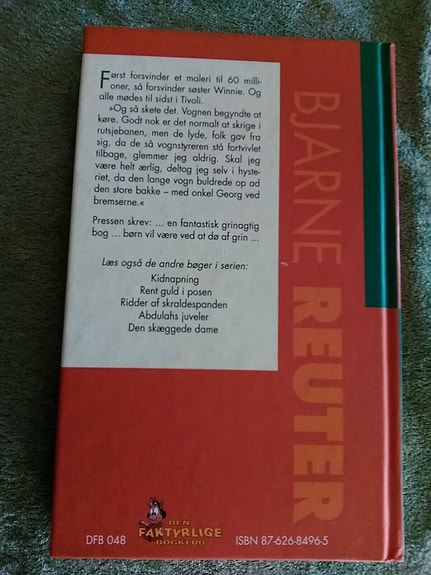 Først forsvinder et maleri til 60 milli-
oner, så forsvinder søster Winnie. Og
alle mødes til sidst i Tivoli.
»Og så skete det. Vognen begyndte at
køre. Godt nok er det normalt at skrige i
rutsjebanen, men de lyde, folk gav fra
sig, da de så vognstyreren stå fortvivlet
tilbage, glemmer jeg aldrig. Skal jeg
være helt ærlig, deltog jeg selv i hyste-
riet, da den lange vogn buldrede op ad
den store bakke – med onkel Georg ved
bremserne.«
Pressen skrev: ... en fantastisk grinagtig
bog ... børn vil være ved at dø af grin ...
Læs også de andre bøger i serien:
Kidnapning
Rent guld i posen
Ridder af skraldespanden
Abdulahs juveler
Den skæggede dame
BJARNE REUTER
DEN
FAKTYRLIGE
BOGKLUB
DFB 048
ISBN 87-626-8496-5